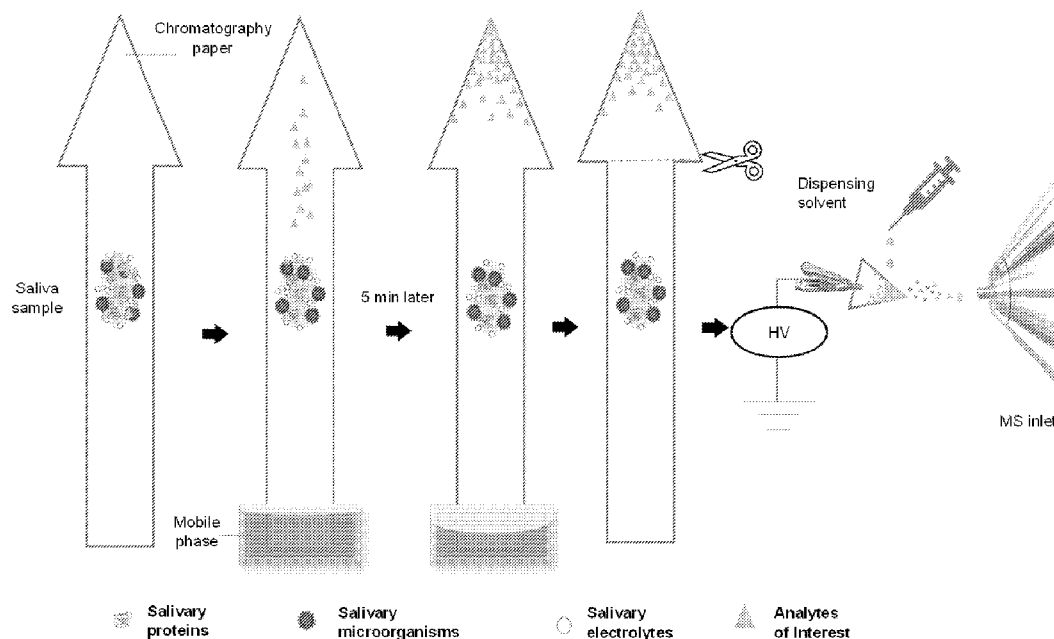 Chromatography
paper
Saliva
sample
5 min later
Dispensing
solvent
HV
MS inlet
Mobile
phase
Salivary
proteins
Salivary
microorganisms
Salivary
electrolytes
Analytes
of Interest